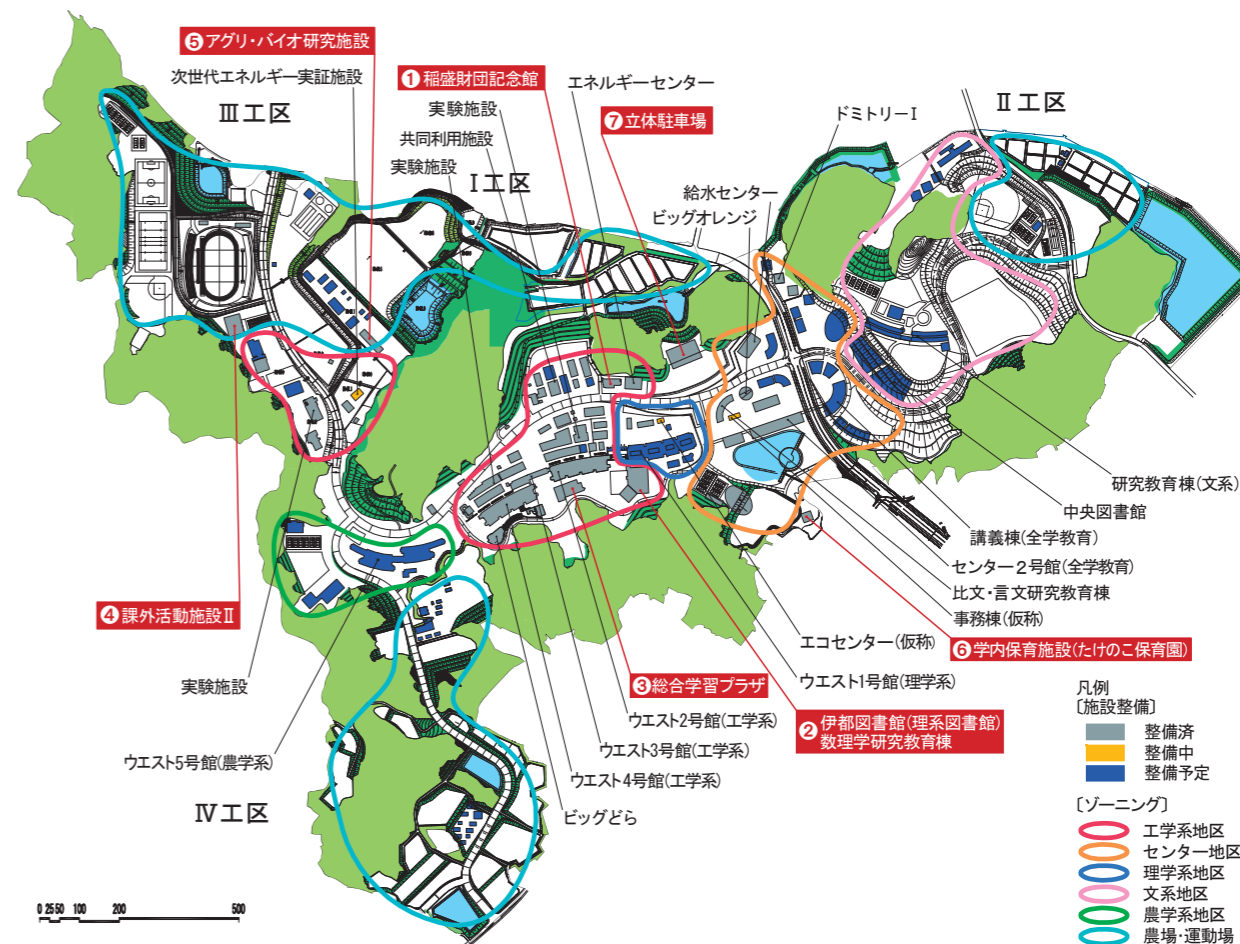 ❺アグリ・バイオ研究施設
次世代エネルギー実証施設
Ⅲ工区
❶稲盛財団記念館
実験施設
共同利用施設
実験施設
エネルギーセンター
❼立体駐車場
Ⅰ工区
ドミトリーⅠ
Ⅱ工区
給水センター
ビッグオレンジ
研究教育棟(文系)
中央図書館
講義棟(全学教育)
センター2号館(全学教育)
比文・言文研究教育棟
事務棟(仮称)
❻学内保育施設(たけのこ保育園)
エコセンター(仮称)
ウエスト1号館(理学系)
❷伊都図書館(理系図書館)
数理学研究教育棟
❸総合学習プラザ
ウエスト2号館(工学系)
ウエスト3号館(工学系)
ウエスト4号館(工学系)
ビッグどら
❹課外活動施設Ⅱ
実験施設
ウエスト5号館(農学系)
Ⅳ工区
0 25 50 100 200 500
凡例
〔施設整備〕
整備済
整備中
整備予定
〔ゾーニング〕
工学系地区
センター地区
理学系地区
文系地区
農学系地区
農場・運動場